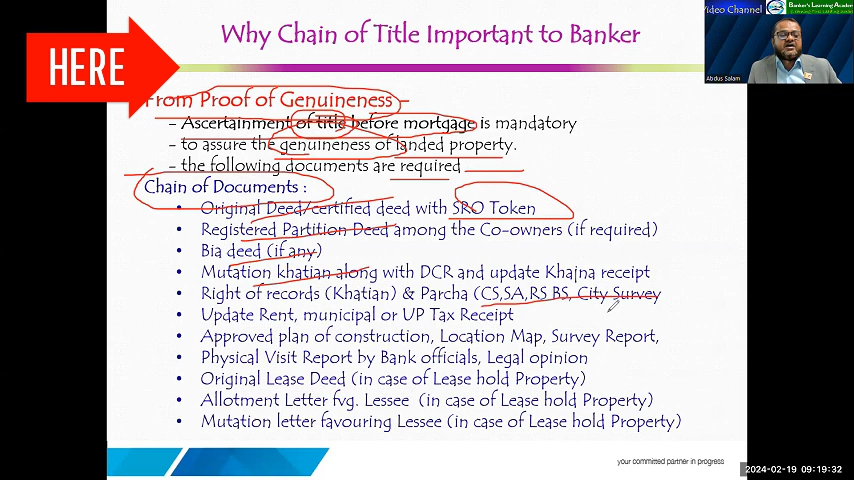 Video Channel
Banker's Learning Academy
Why Chain of Title Important to Banker
Abdus Salam
HERE
From Proof of Genuineness -
- Ascertainment of title before mortgage is mandatory
- to assure the genuineness of landed property.
- the following documents are required
Chain of Documents :
• Original Deed/certified deed with SRO Token
• Registered Partition Deed among the Co-owners (if required)
• Bia deed (if any)
• Mutation khatian along with DCR and update Khajna receipt
• Right of records (Khatian) & Parcha (CS,SA,RS BS, City Survey
• Update Rent, municipal or UP Tax Receipt
• Approved plan of construction, Location Map, Survey Report,
• Physical Visit Report by Bank officials, Legal opinion
• Original Lease Deed (in case of Lease hold Property)
• Allotment Letter fvg. Lessee (in case of Lease hold Property)
• Mutation letter favouring Lessee (in case of Lease hold Property)
your committed partner in progress
2024-02-19 09:19:32